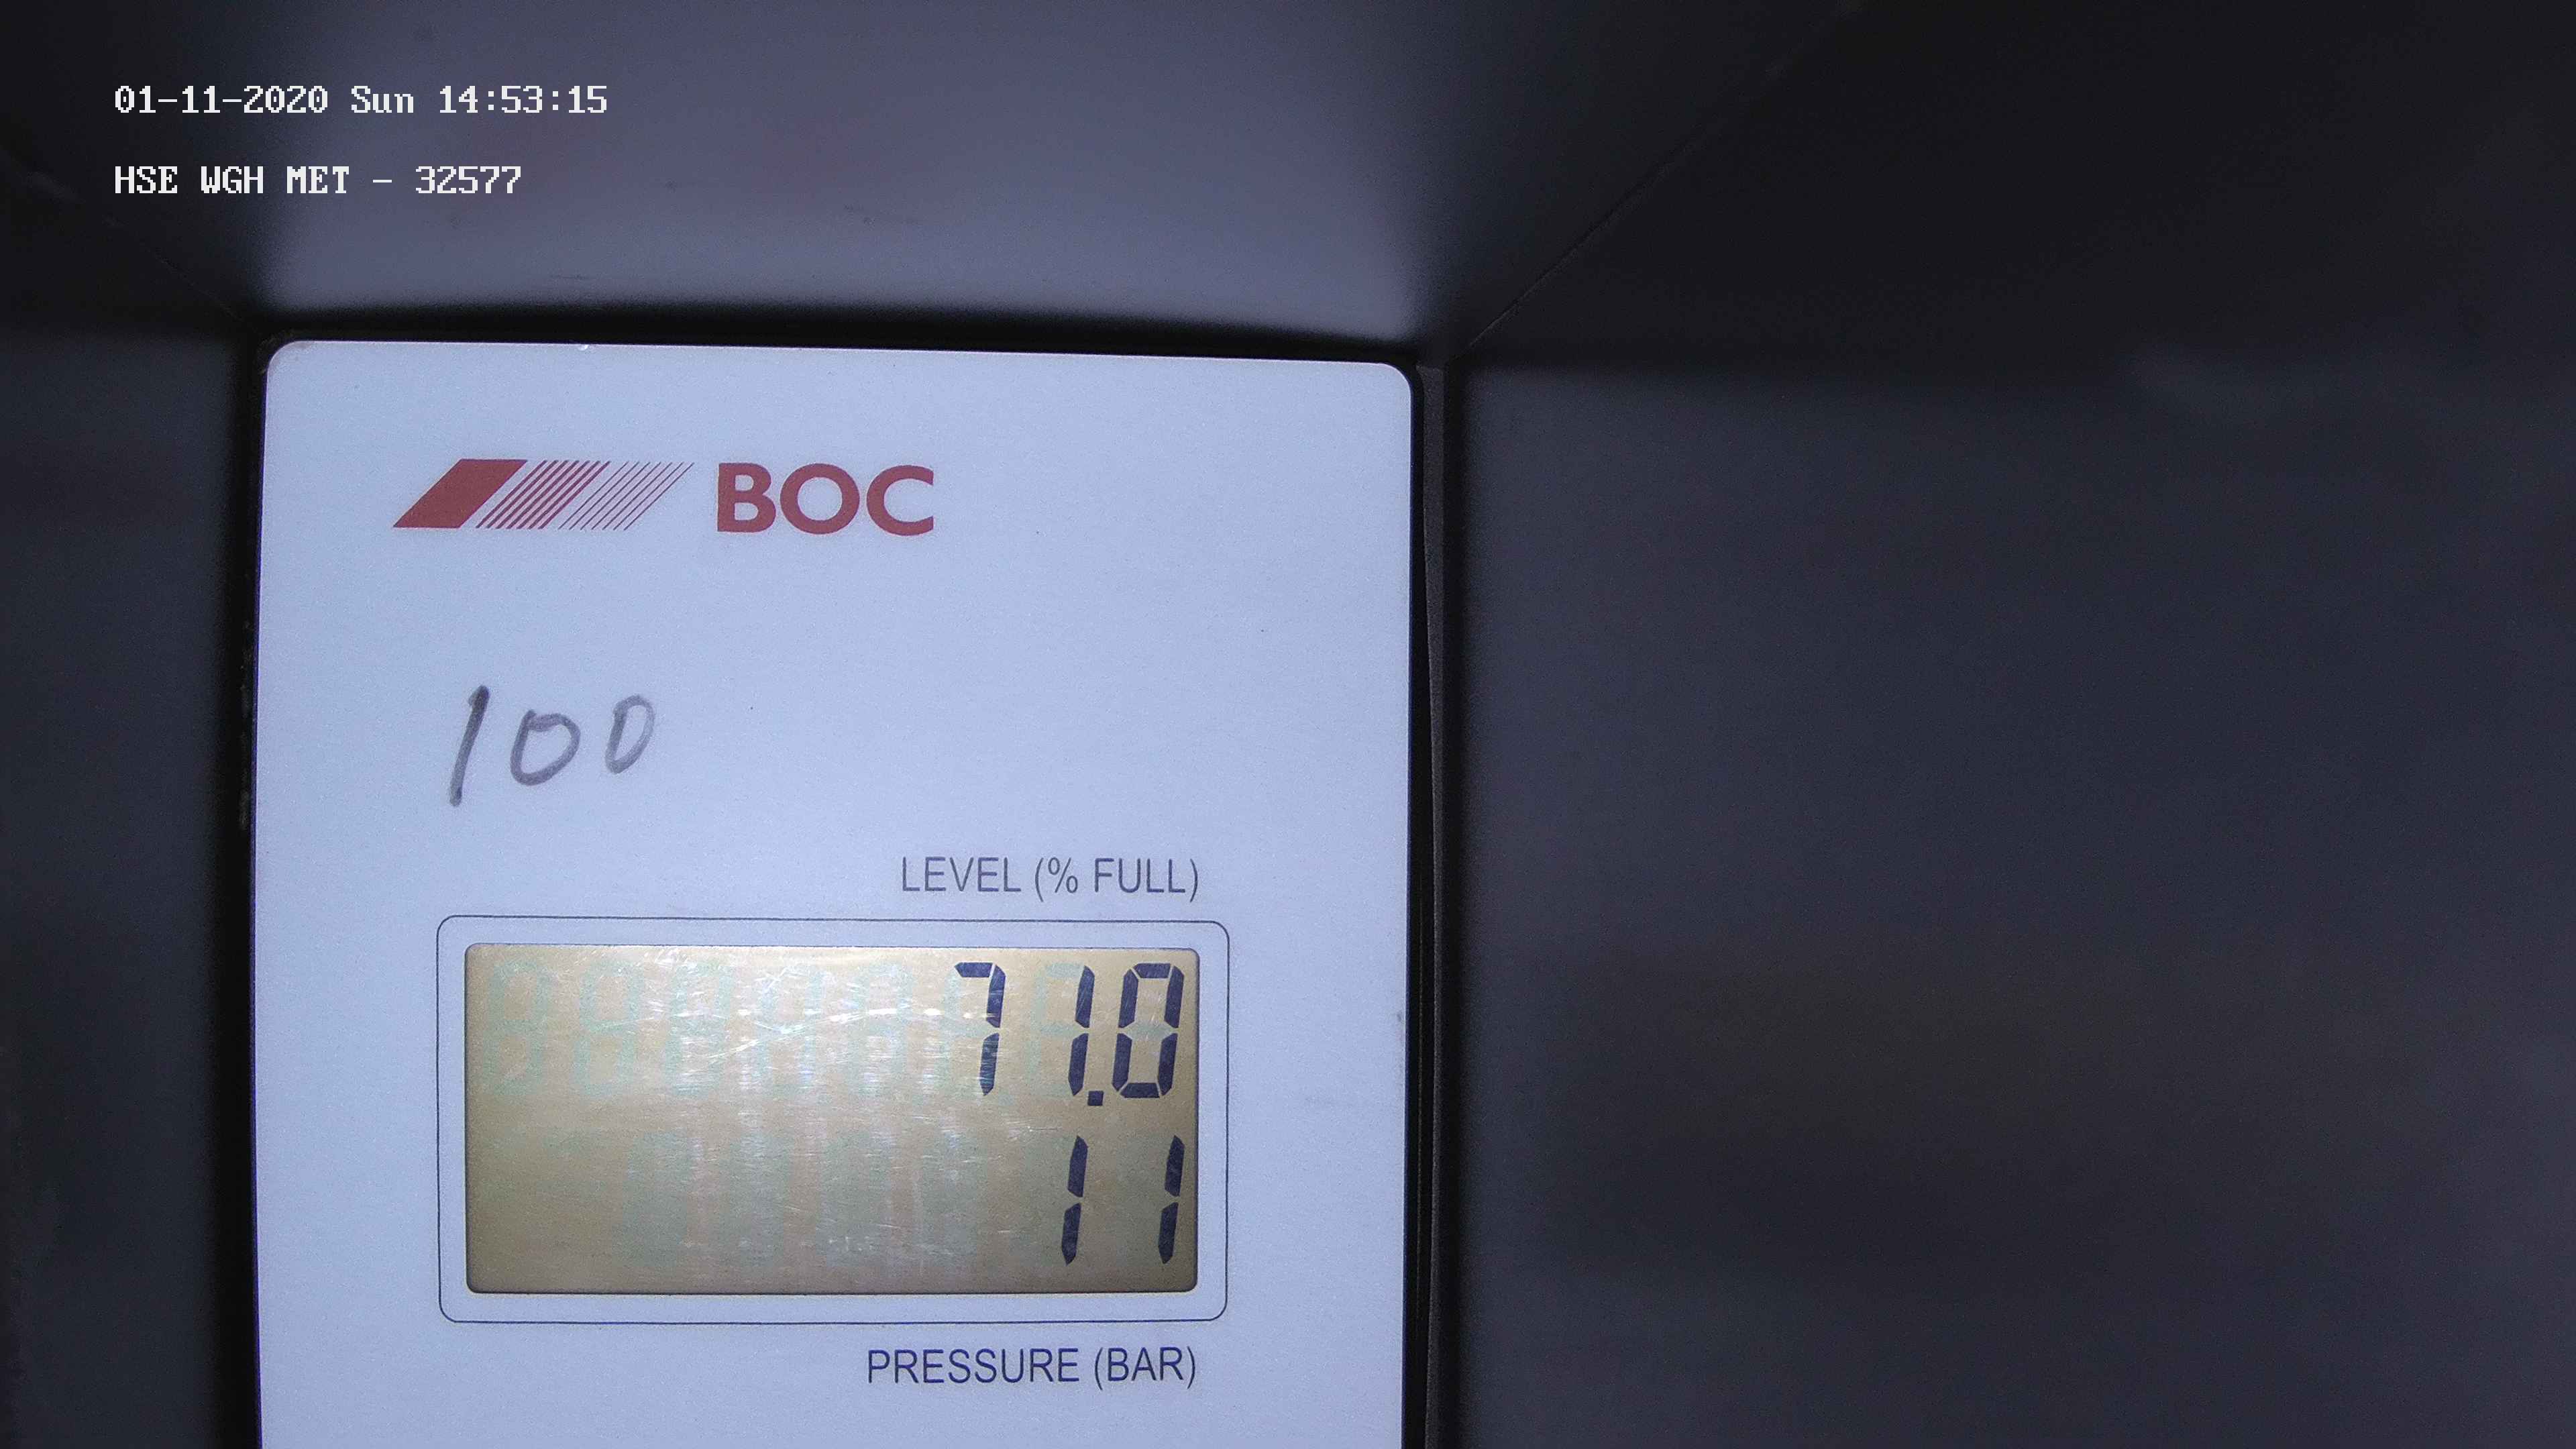 01-11-2020 Sun 14:53:15
HSE WGH MET - 32577
BOC
100
LEVEL (% FULL)
71.0
11
PRESSURE (BAR)